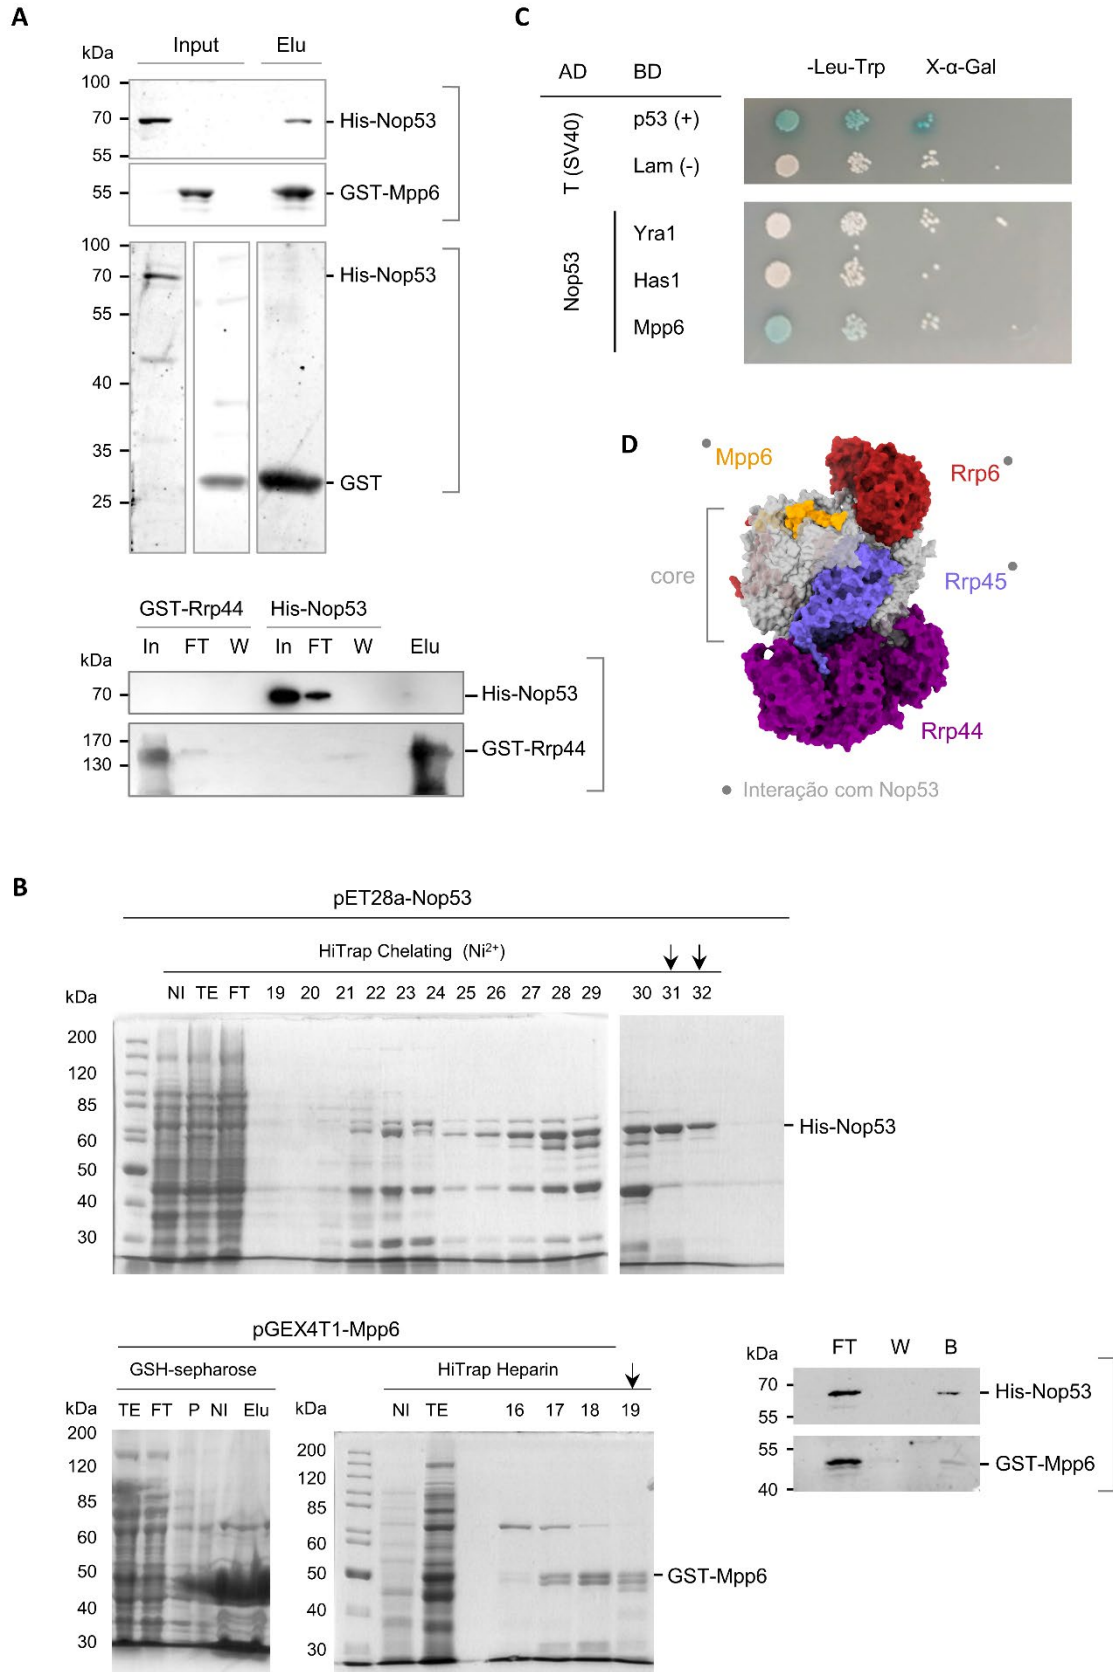 A
Input Elu
kDa
100
70
55
His-Nop53
55
GST-Mpp6
100
70
55
40
35
25
His-Nop53
GST
GST-Rrp44 His-Nop53
In FT W In FT W Elu
kDa
70
His-Nop53
170
130
GST-Rrp44
C
AD BD -Leu-Trp X-α-Gal
T (SV40)
p53 (+)
Lam (-)
Nop53
Yra1
Has1
Mpp6
D
Mpp6
Rrp6
core
Rrp45
Rrp44
Interação com Nop53
B
pET28a-Nop53
HiTrap Chelating (Ni²⁺)
kDa NI TE FT 19 20 21 22 23 24 25 26 27 28 29 30 31 32
200
120
85
60
50
40
30
His-Nop53
pGEX4T1-Mpp6
GSH-sepharose HiTrap Heparin
kDa TE FT P NI Elu kDa NI TE 16 17 18 19
200
120
85
60
50
40
30
200
120
85
60
50
40
30
GST-Mpp6
kDa FT W B
70
55
His-Nop53
55
40
GST-Mpp6